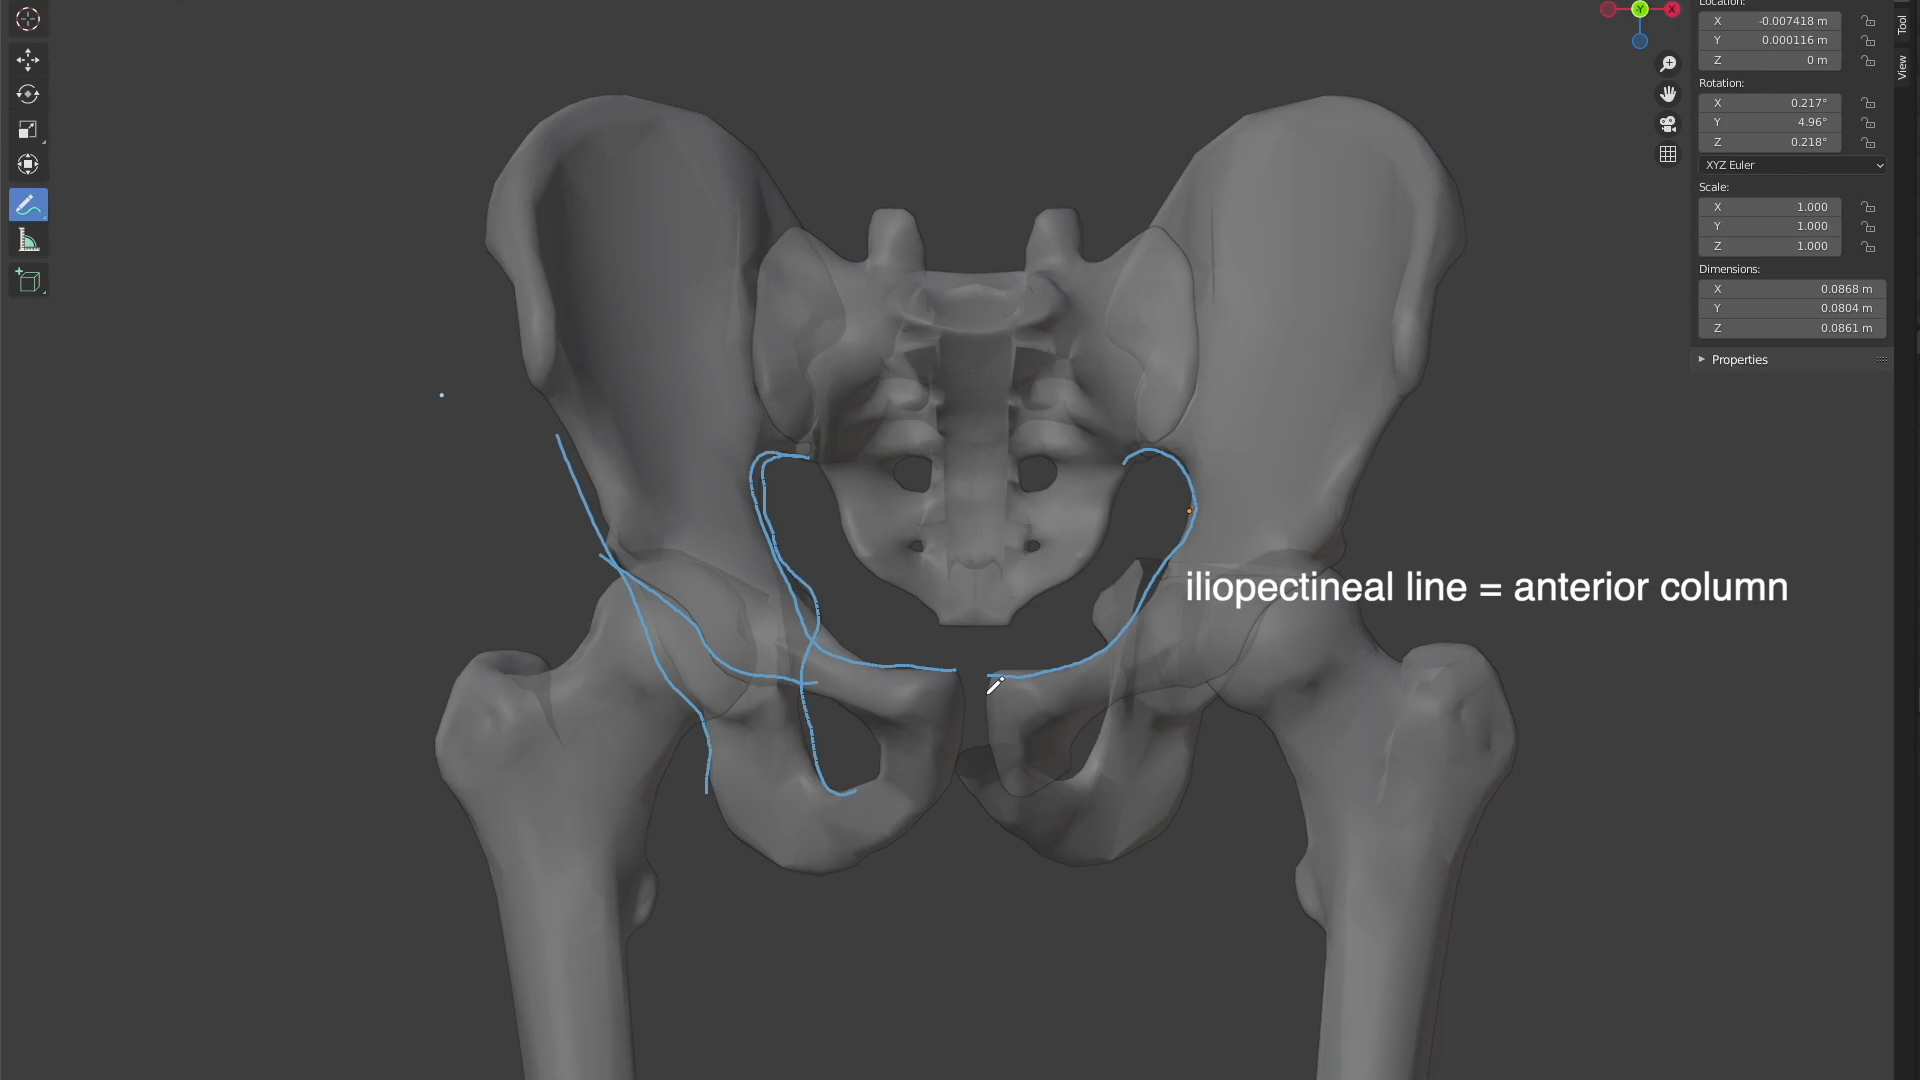 Location:
X -0.007418 m
Y 0.000116 m
Z 0 m
Rotation:
X 0.217°
Y 4.96°
Z 0.218°
XYZ Euler
Scale:
X 1.000
Y 1.000
Z 1.000
Dimensions:
X 0.0868 m
Y 0.0804 m
Z 0.0861 m
Properties
Tool
View
-Y
X
iliopectineal line = anterior column